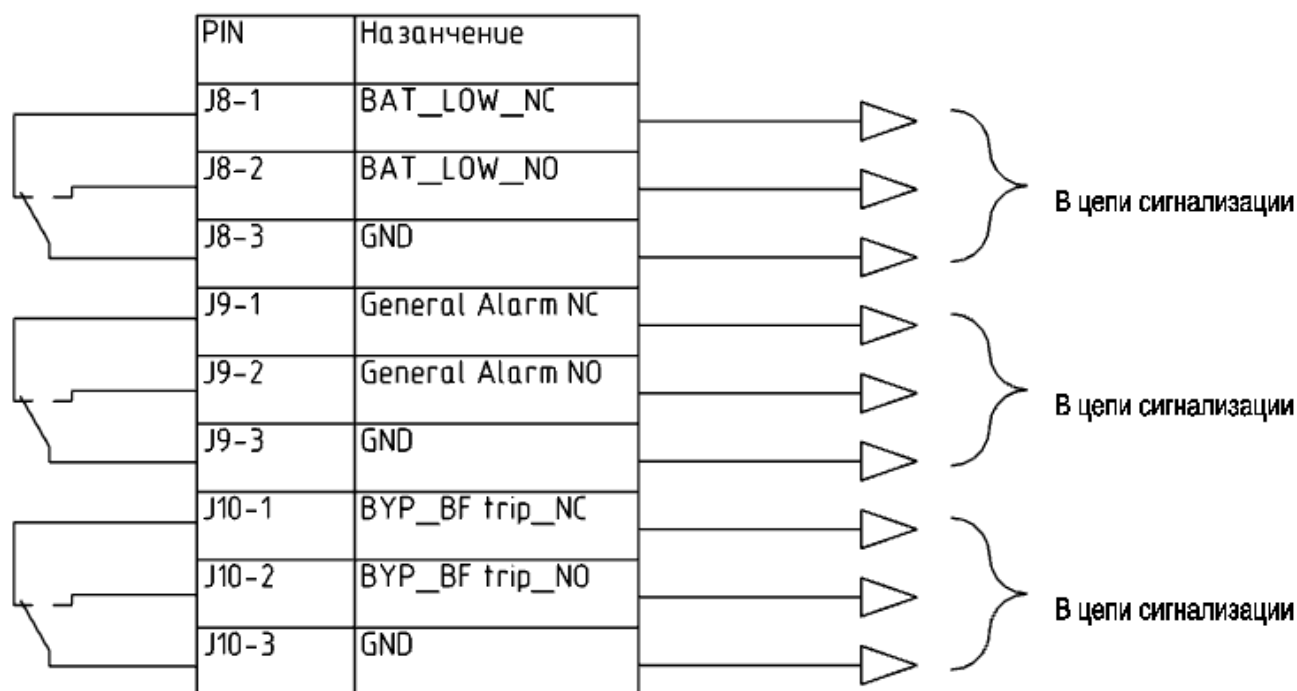 PIN Назанчение
J8-1 BAT_LOW_NC
J8-2 BAT_LOW_NO
J8-3 GND
В цепи сигнализации
J9-1 General Alarm NC
J9-2 General Alarm NO
J9-3 GND
В цепи сигнализации
J10-1 BYP_BF trip_NC
J10-2 BYP_BF trip_NO
J10-3 GND
В цепи сигнализации